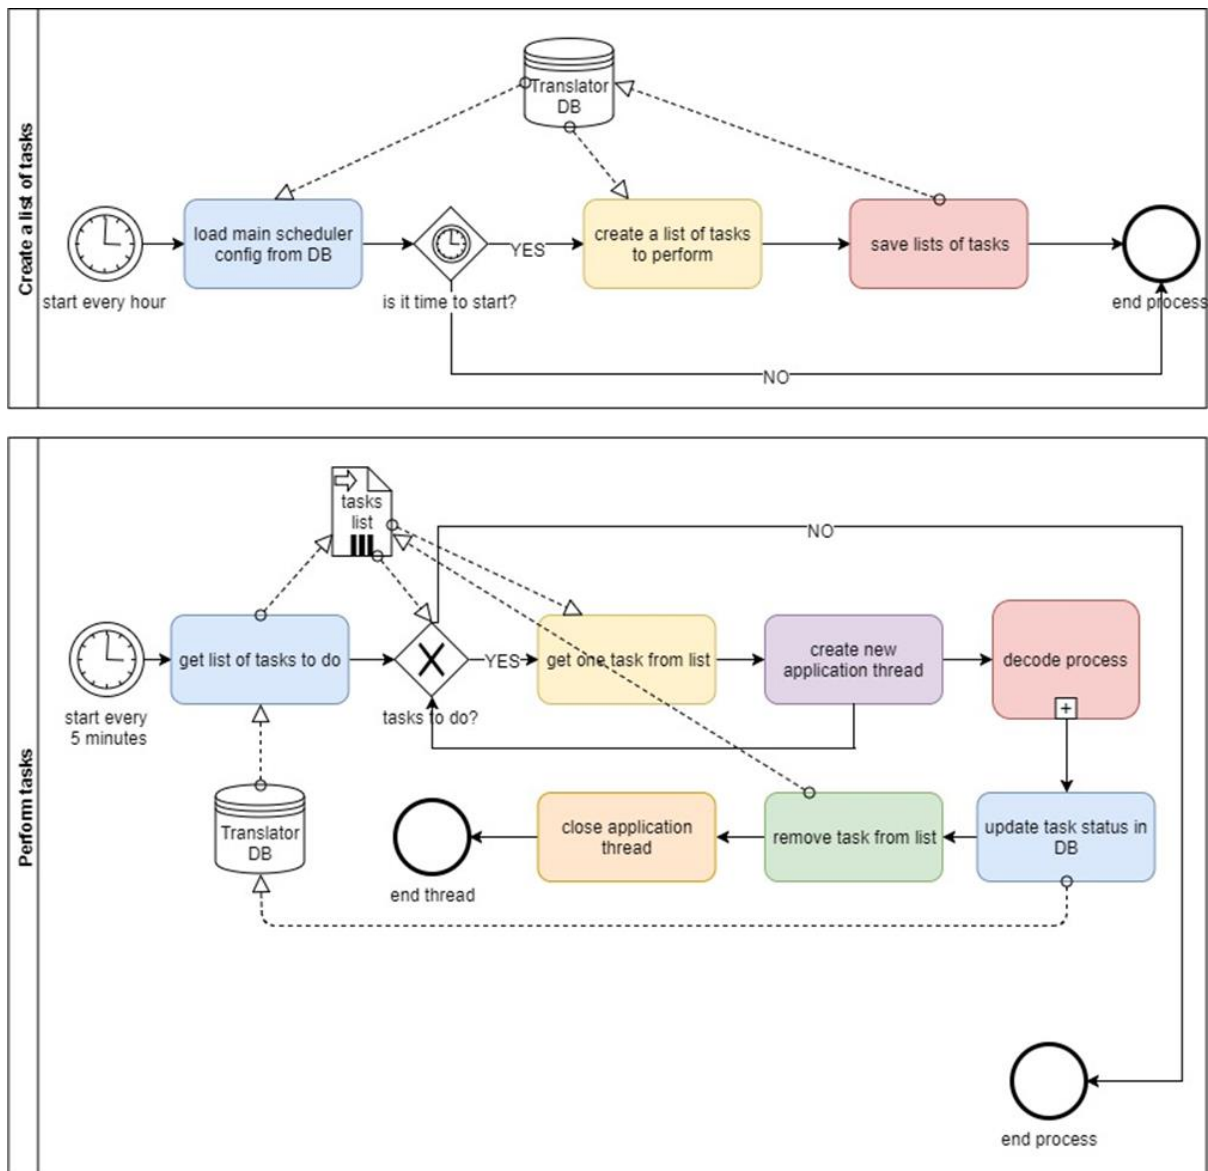 Create a list of tasks
Translator
DB
start every hour
load main scheduler
config from DB
is it time to start?
YES
create a list of tasks
to perform
save lists of tasks
end process
NO
Perform tasks
tasks
list
NO
start every
5 minutes
get list of tasks to do
tasks to do?
YES
get one task from list
create new
application thread
decode process
Translator
DB
end thread
close application
thread
remove task from list
update task status in
DB
end process